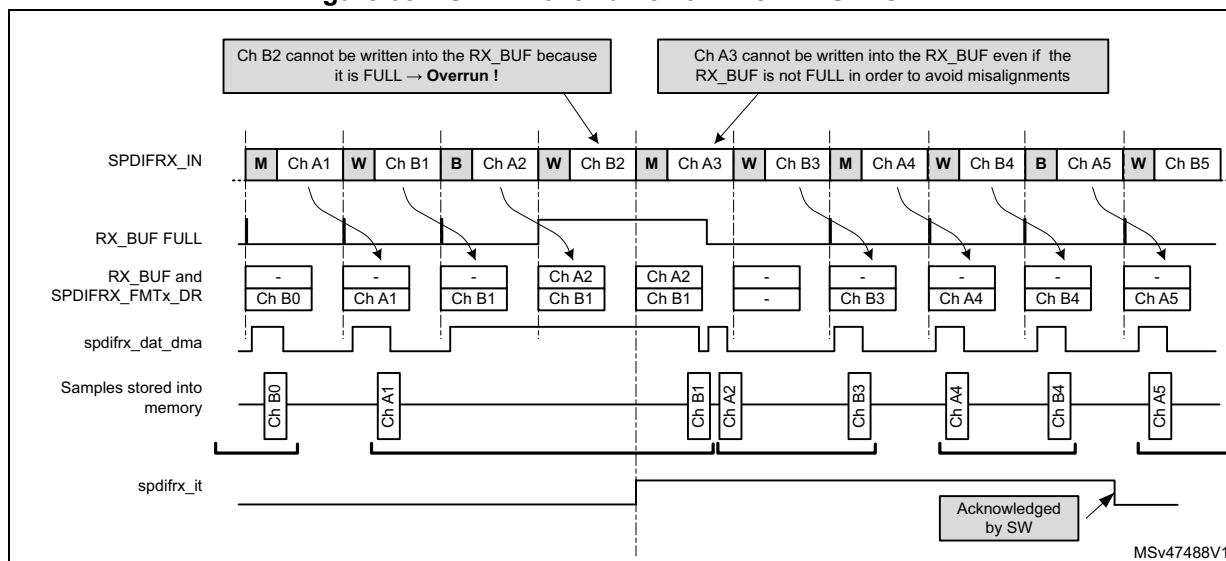 Ch B2 cannot be written into the RX_BUF because
it is FULL → Overrun !
Ch A3 cannot be written into the RX_BUF even if the
RX_BUF is not FULL in order to avoid misalignments
SPDIFRX_IN
M Ch A1 W Ch B1 B Ch A2 W Ch B2 M Ch A3 W Ch B3 M Ch A4 W Ch B4 B Ch A5 W Ch B5
RX_BUF FULL
RX_BUF and
SPDIFRX_FMTx_DR
- - - Ch A2 Ch A2 - - - - -
Ch B0 Ch A1 Ch B1 Ch B1 Ch B1 - Ch B3 Ch A4 Ch B4 Ch A5
spdifrx_dat_dma
Samples stored into
memory
Ch B0 Ch A1 Ch B1 Ch A2 Ch B3 Ch A4 Ch B4 Ch A5
spdifrx_it
Acknowledged
by SW
MSv47488V1